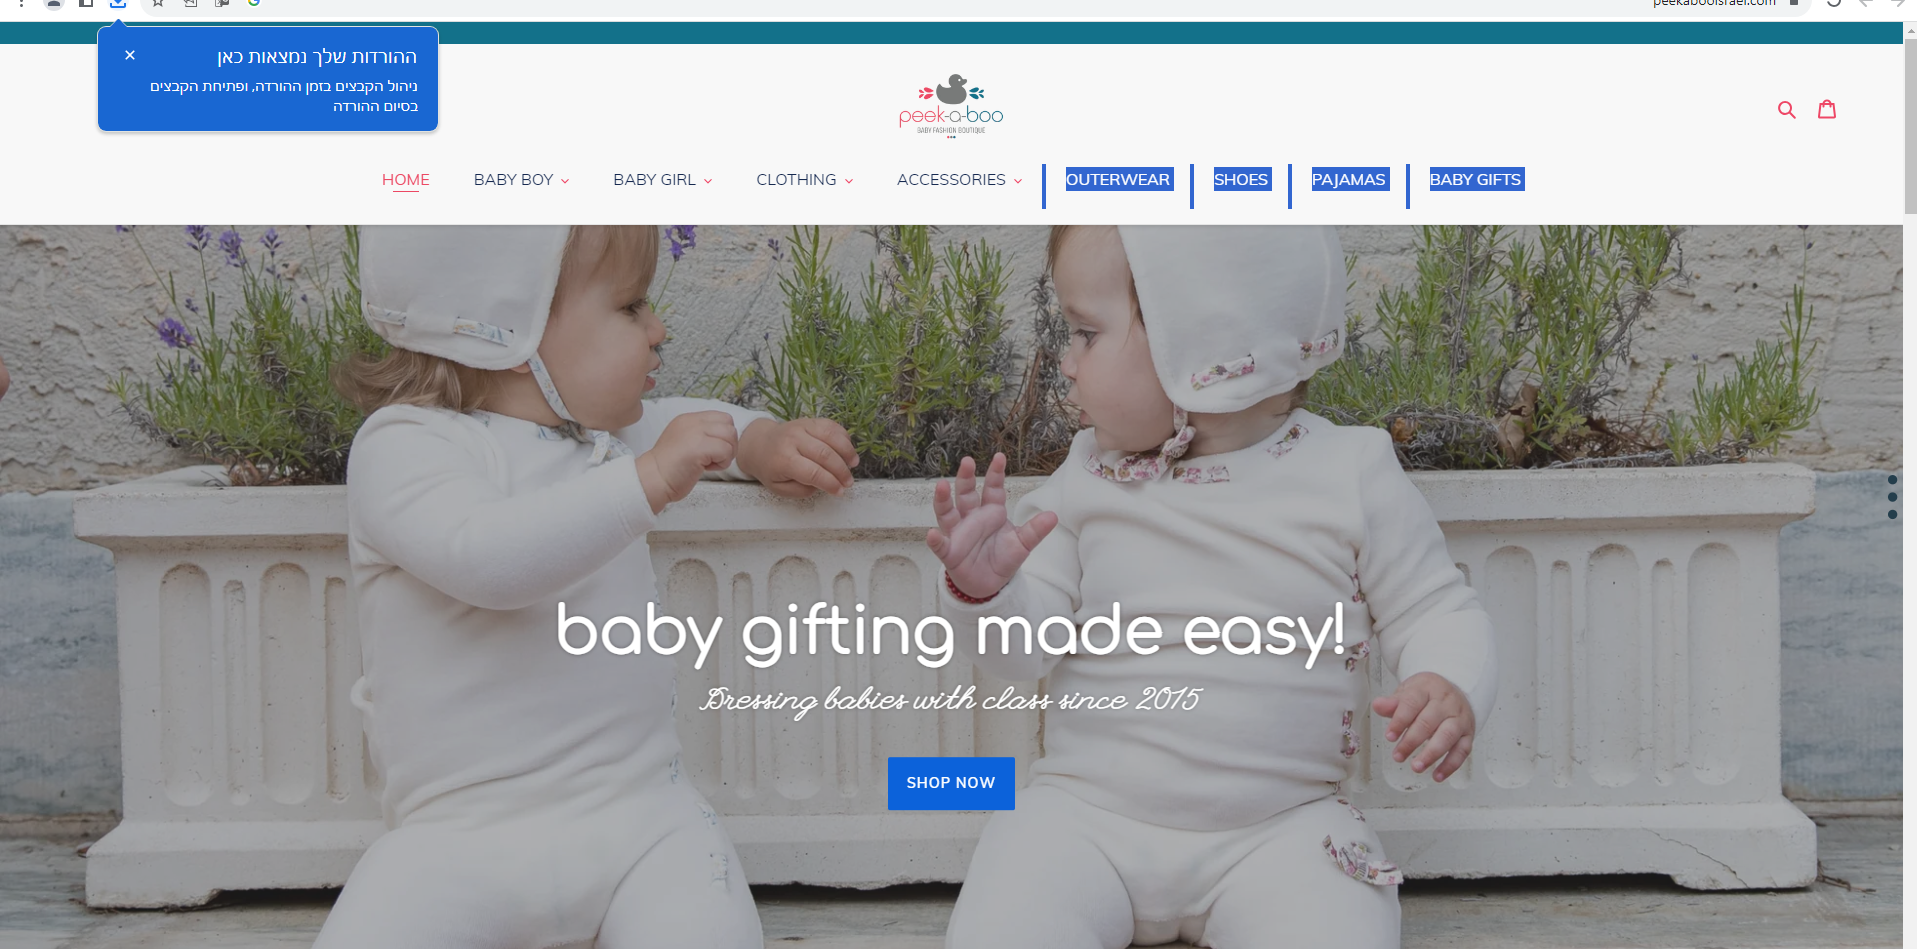 peekabooisrael.com
ההורדות שלך נמצאות כאן
ניהול הקבצים בזמן ההורדה, ופתיחת הקבצים
בסיום ההורדה
peek-a-boo
BABY FASHION BOUTIQUE
HOME BABY BOY BABY GIRL CLOTHING ACCESSORIES OUTERWEAR SHOES PAJAMAS BABY GIFTS
baby gifting made easy!
Dressing babies with class since 2015
SHOP NOW